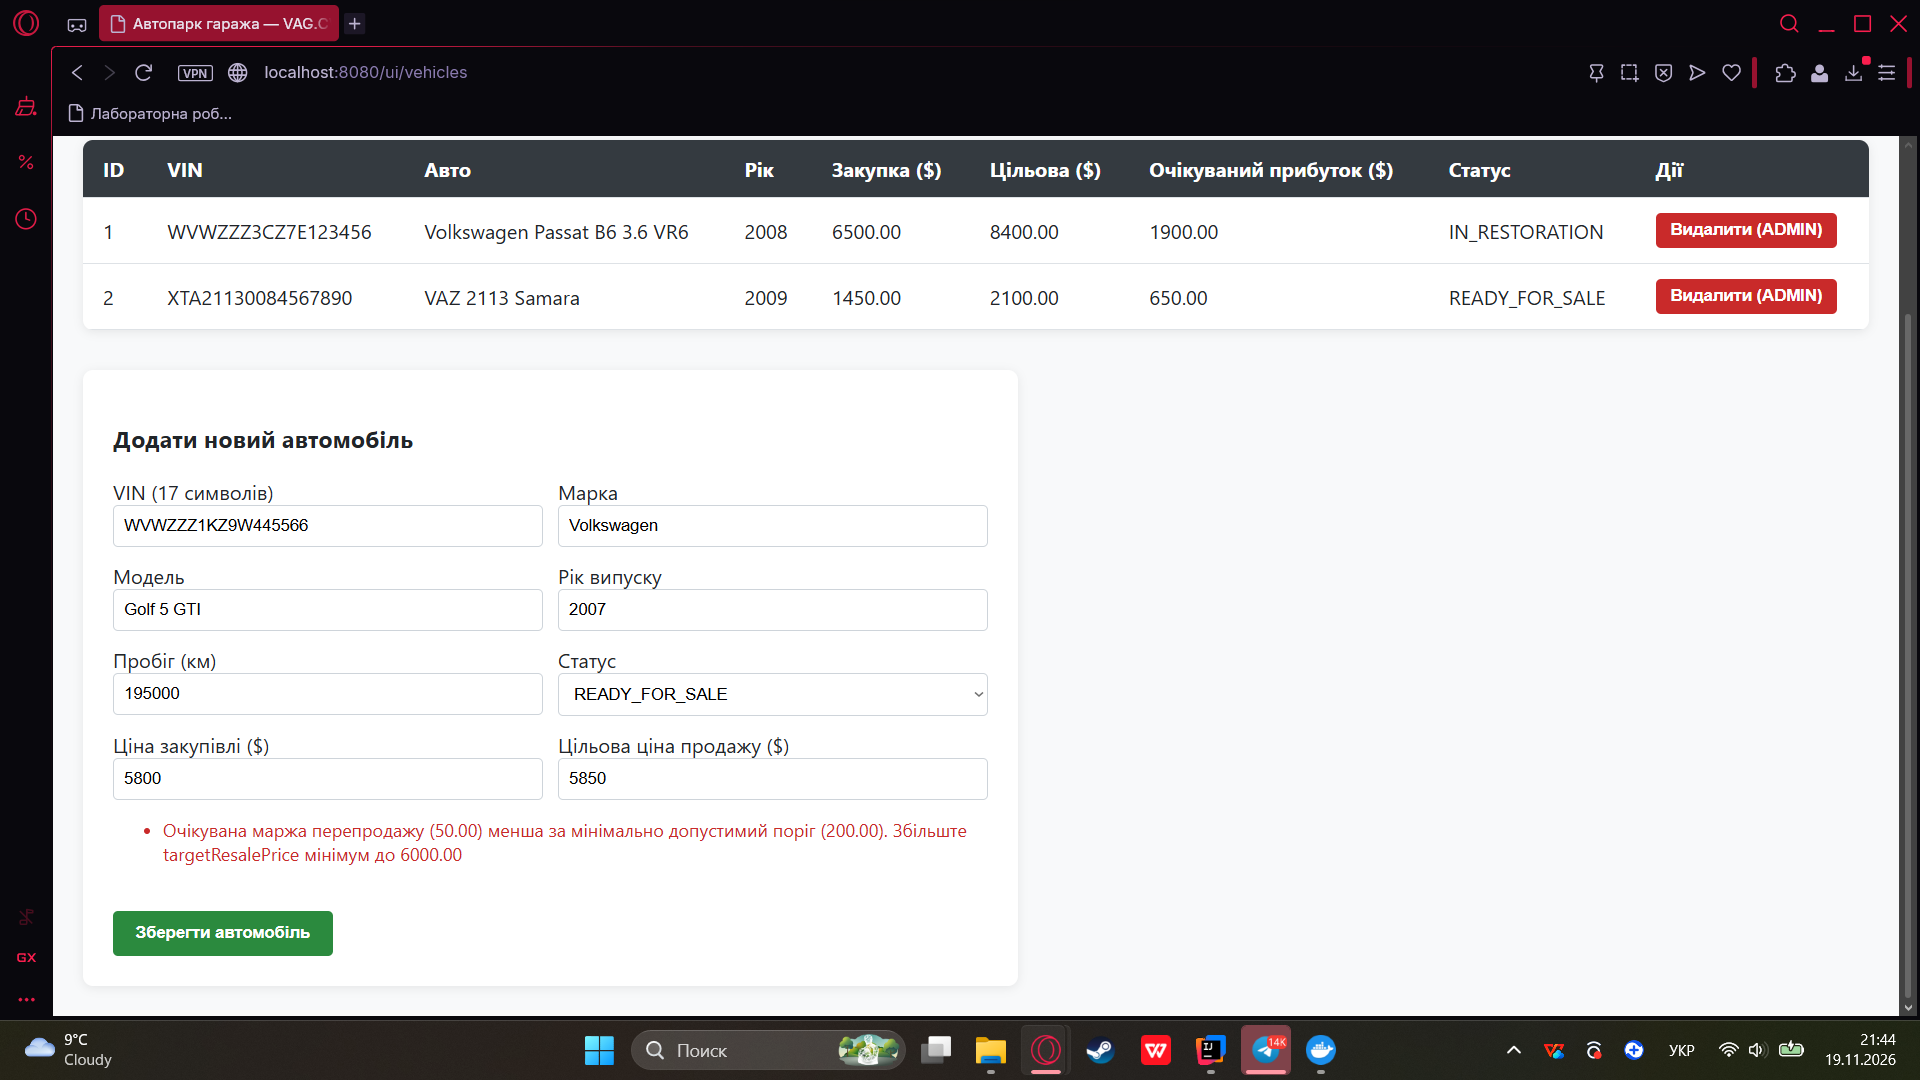 Автопарк гаража — VAG.C
VPN
localhost:8080/ui/vehicles
Лабораторна роб...
ID VIN Авто Рік Закупка ($) Цільова ($) Очікуваний прибуток ($) Статус Дії
1 WVWZZZ3CZ7E123456 Volkswagen Passat B6 3.6 VR6 2008 6500.00 8400.00 1900.00 IN_RESTORATION Видалити (ADMIN)
2 XTA21130084567890 VAZ 2113 Samara 2009 1450.00 2100.00 650.00 READY_FOR_SALE Видалити (ADMIN)
Додати новий автомобіль
VIN (17 символів) Марка
WVWZZZ1KZ9W445566 Volkswagen
Модель Рік випуску
Golf 5 GTI 2007
Пробіг (км) Статус
195000 READY_FOR_SALE
Ціна закупівлі ($) Цільова ціна продажу ($)
5800 5850
Очікувана маржа перепродажу (50.00) менша за мінімально допустимий поріг (200.00). Збільште
targetResalePrice мінімум до 6000.00
Зберегти автомобіль
GX
9°C
Cloudy
Поиск
14K
УКР
21:44
19.11.2026